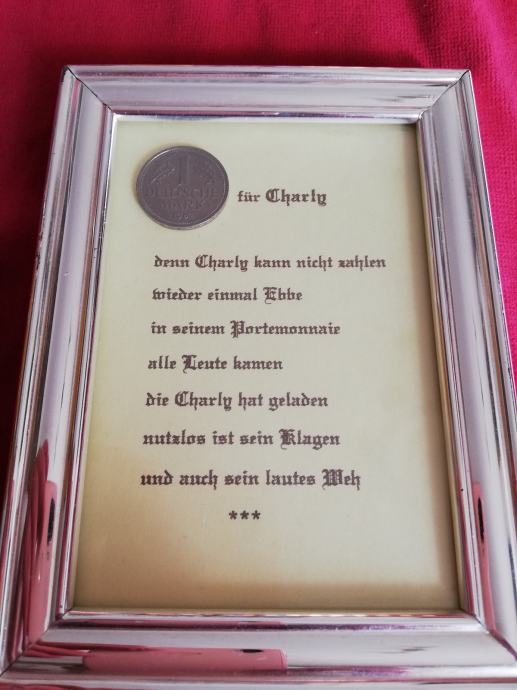 1
DEUTSCHE
MARK
für Charly
denn Charly kann nicht zahlen
wieder einmal Ebbe
in seinem Portemonnaie
alle Leute kamen
die Charly hat geladen
nutzlos ist sein Klagen
und auch sein lautes Weh
***